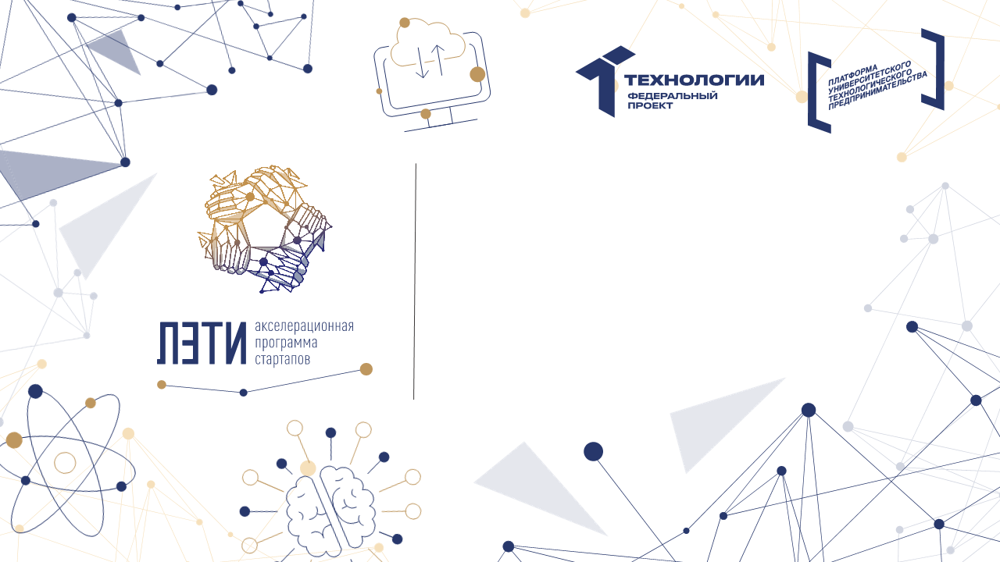 ТЕХНОЛОГИИ
ФЕДЕРАЛЬНЫЙ
ПРОЕКТ
ПЛАТФОРМА
УНИВЕРСИТЕТСКОГО
ТЕХНОЛОГИЧЕСКОГО
ПРЕДПРИНИМАТЕЛЬСТВА
ЛЭТИ
акселерационная
программа
стартапов